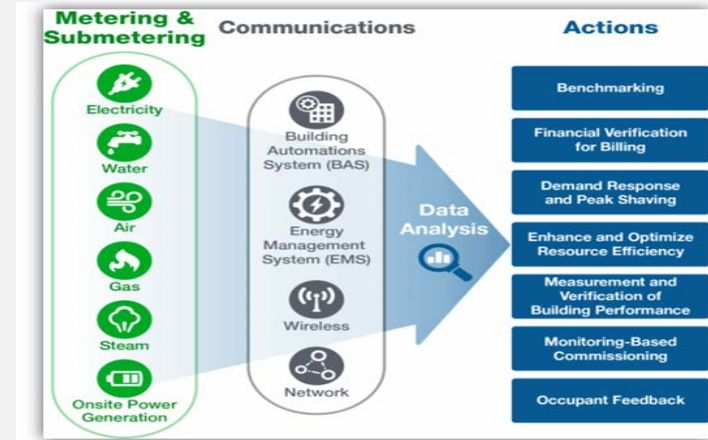 Metering &
Submetering
Communications
Actions
Electricity
Water
Air
Gas
Steam
Onsite Power
Generation
Building
Automations
System (BAS)
Energy
Management
System (EMS)
Wireless
Network
Data
Analysis
Benchmarking
Financial Verification
for Billing
Demand Response
and Peak Shaving
Enhance and Optimize
Resource Efficiency
Measurement and
Verification of
Building Performance
Monitoring-Based
Commissioning
Occupant Feedback